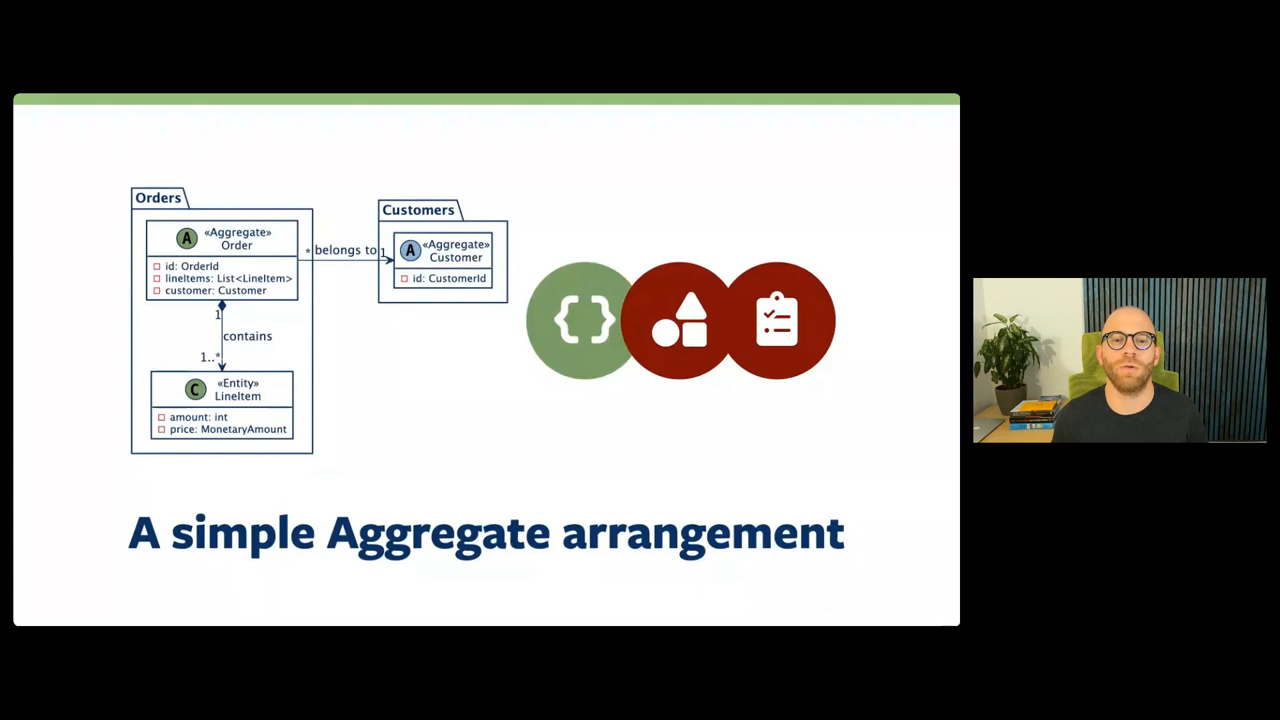 Orders
A
«Aggregate»
Order
id: OrderId
lineItems: List<LineItem>
customer: Customer
* belongs to 1
Customers
A
«Aggregate»
Customer
id: CustomerId
1
contains
1..*
C
«Entity»
LineItem
amount: int
price: MonetaryAmount
{}
A simple Aggregate arrangement